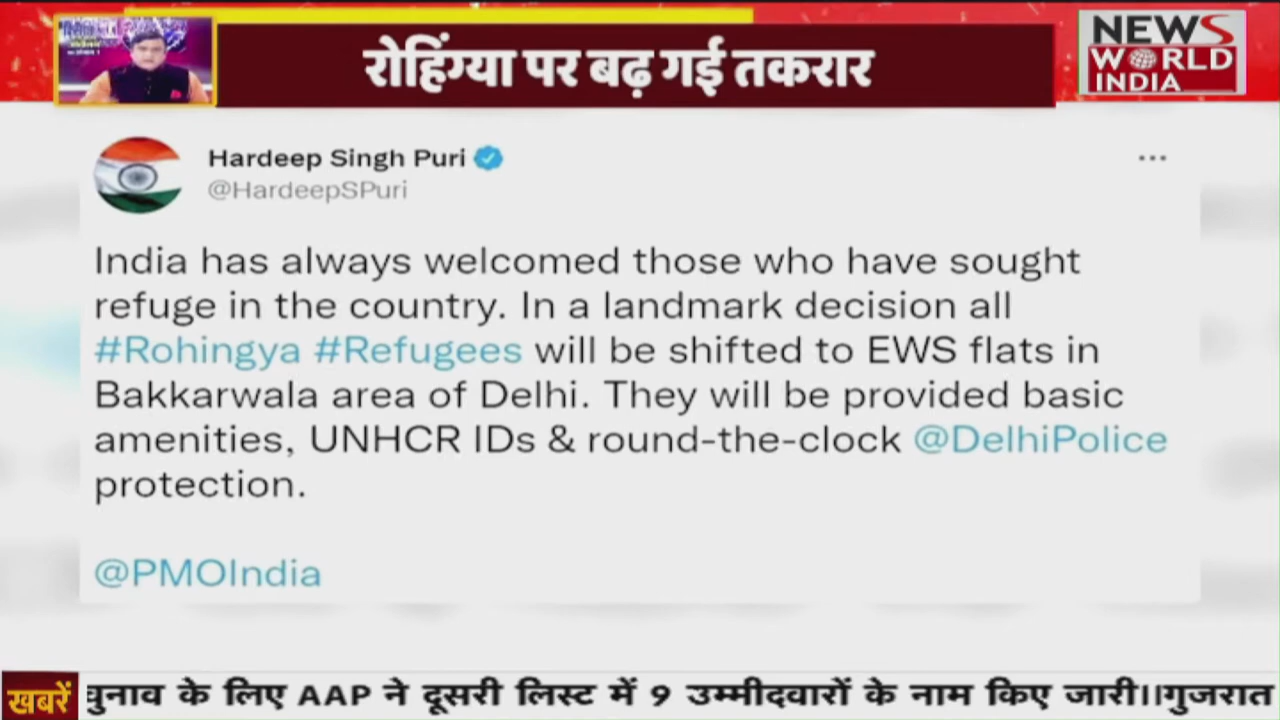 रोहिंग्या पर बढ़ गई तकरार
NEWS
WORLD
INDIA
Hardeep Singh Puri
@HardeepSPuri
India has always welcomed those who have sought
refuge in the country. In a landmark decision all
#Rohingya #Refugees will be shifted to EWS flats in
Bakkarwala area of Delhi. They will be provided basic
amenities, UNHCR IDs & round-the-clock @DelhiPolice
protection.
@PMOIndia
खबरें
चुनाव के लिए AAP ने दूसरी लिस्ट में 9 उम्मीदवारों के नाम किए जारी।।गुजरात